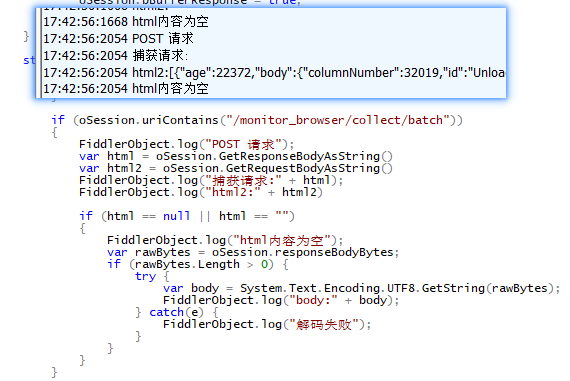 oSession.bBufferResponse = true;
17:42:56:1668 html2:
17:42:56:1668 html内容为空
17:42:56:2054 POST 请求
17:42:56:2054 捕获请求:
17:42:56:2054 html2:[{"age":22372,"body":{"columnNumber":32019,"id":"Unloa
17:42:56:2054 html内容为空
}
st
}
if (oSession.uriContains("/monitor_browser/collect/batch"))
{
FiddlerObject.log("POST 请求");
var html = oSession.GetResponseBodyAsString()
var html2 = oSession.GetRequestBodyAsString()
FiddlerObject.log("捕获请求:" + html);
FiddlerObject.log("html2:" + html2)
if (html == null || html == "")
{
FiddlerObject.log("html内容为空");
var rawBytes = oSession.responseBodyBytes;
if (rawBytes.Length > 0) {
try {
var body = System.Text.Encoding.UTF8.GetString(rawBytes);
FiddlerObject.log("body:" + body);
} catch(e) {
FiddlerObject.log("解码失败");
}
}
}
}